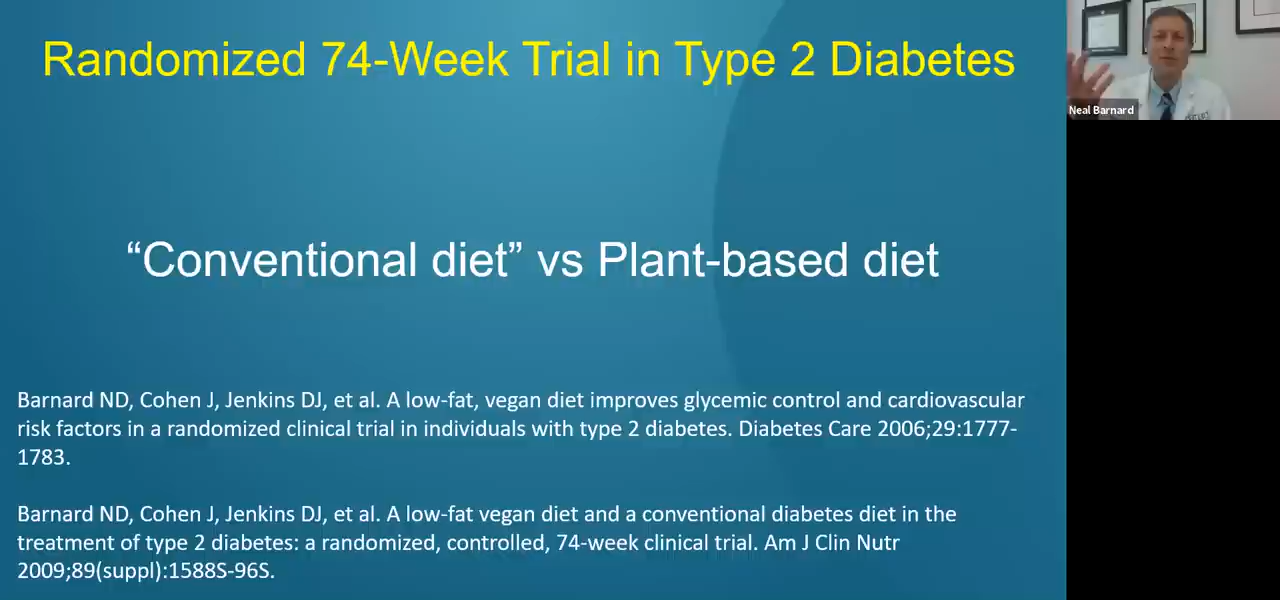 Randomized 74-Week Trial in Type 2 Diabetes
Neal Barnard
“Conventional diet” vs Plant-based diet
Barnard ND, Cohen J, Jenkins DJ, et al. A low-fat, vegan diet improves glycemic control and cardiovascular
risk factors in a randomized clinical trial in individuals with type 2 diabetes. Diabetes Care 2006;29:1777-
1783.
Barnard ND, Cohen J, Jenkins DJ, et al. A low-fat vegan diet and a conventional diabetes diet in the
treatment of type 2 diabetes: a randomized, controlled, 74-week clinical trial. Am J Clin Nutr
2009;89(suppl):1588S-96S.